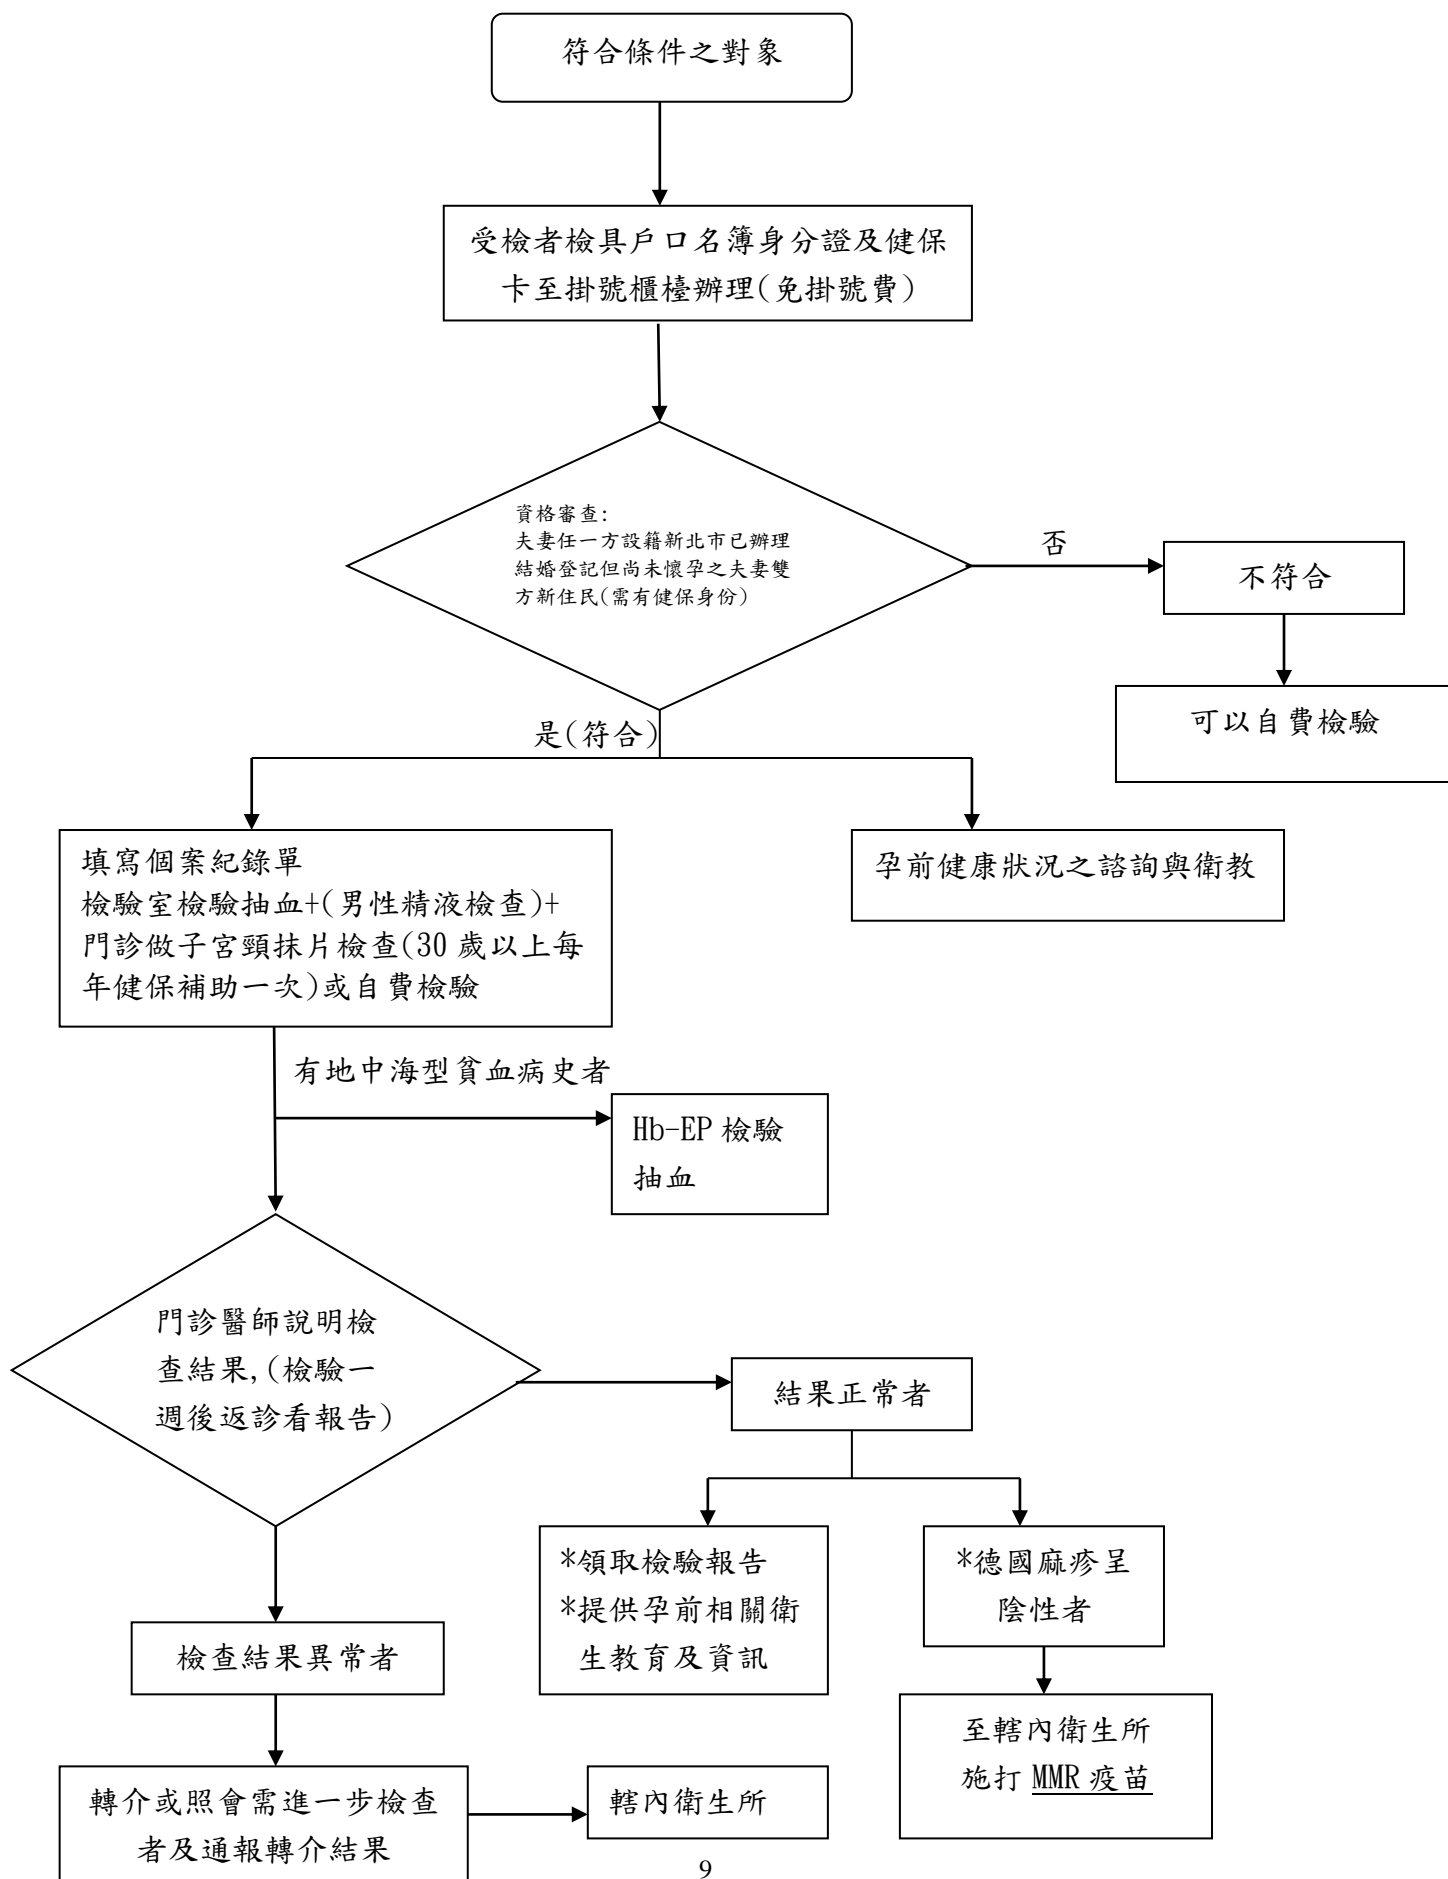 符合條件之對象
受檢者檢具戶口名簿身分證及健保
卡至掛號櫃檯辦理(免掛號費)
資格審查:
夫妻任一方設籍新北市已辦理
結婚登記但尚未懷孕之夫妻雙
方新住民(需有健保身份)
否
不符合
可以自費檢驗
是(符合)
填寫個案紀錄單
檢驗室檢驗抽血+(男性精液檢查)+
門診做子宮頸抹片檢查(30 歲以上每
年健保補助一次)或自費檢驗
孕前健康狀況之諮詢與衛教
有地中海型貧血病史者
Hb-EP 檢驗
抽血
門診醫師說明檢
查結果,(檢驗一
週後返診看報告)
結果正常者
*領取檢驗報告
*提供孕前相關衛
生教育及資訊
*德國麻疹呈
陰性者
檢查結果異常者
至轄內衛生所
施打 MMR 疫苗
轉介或照會需進一步檢查
者及通報轉介結果
轄內衛生所
9